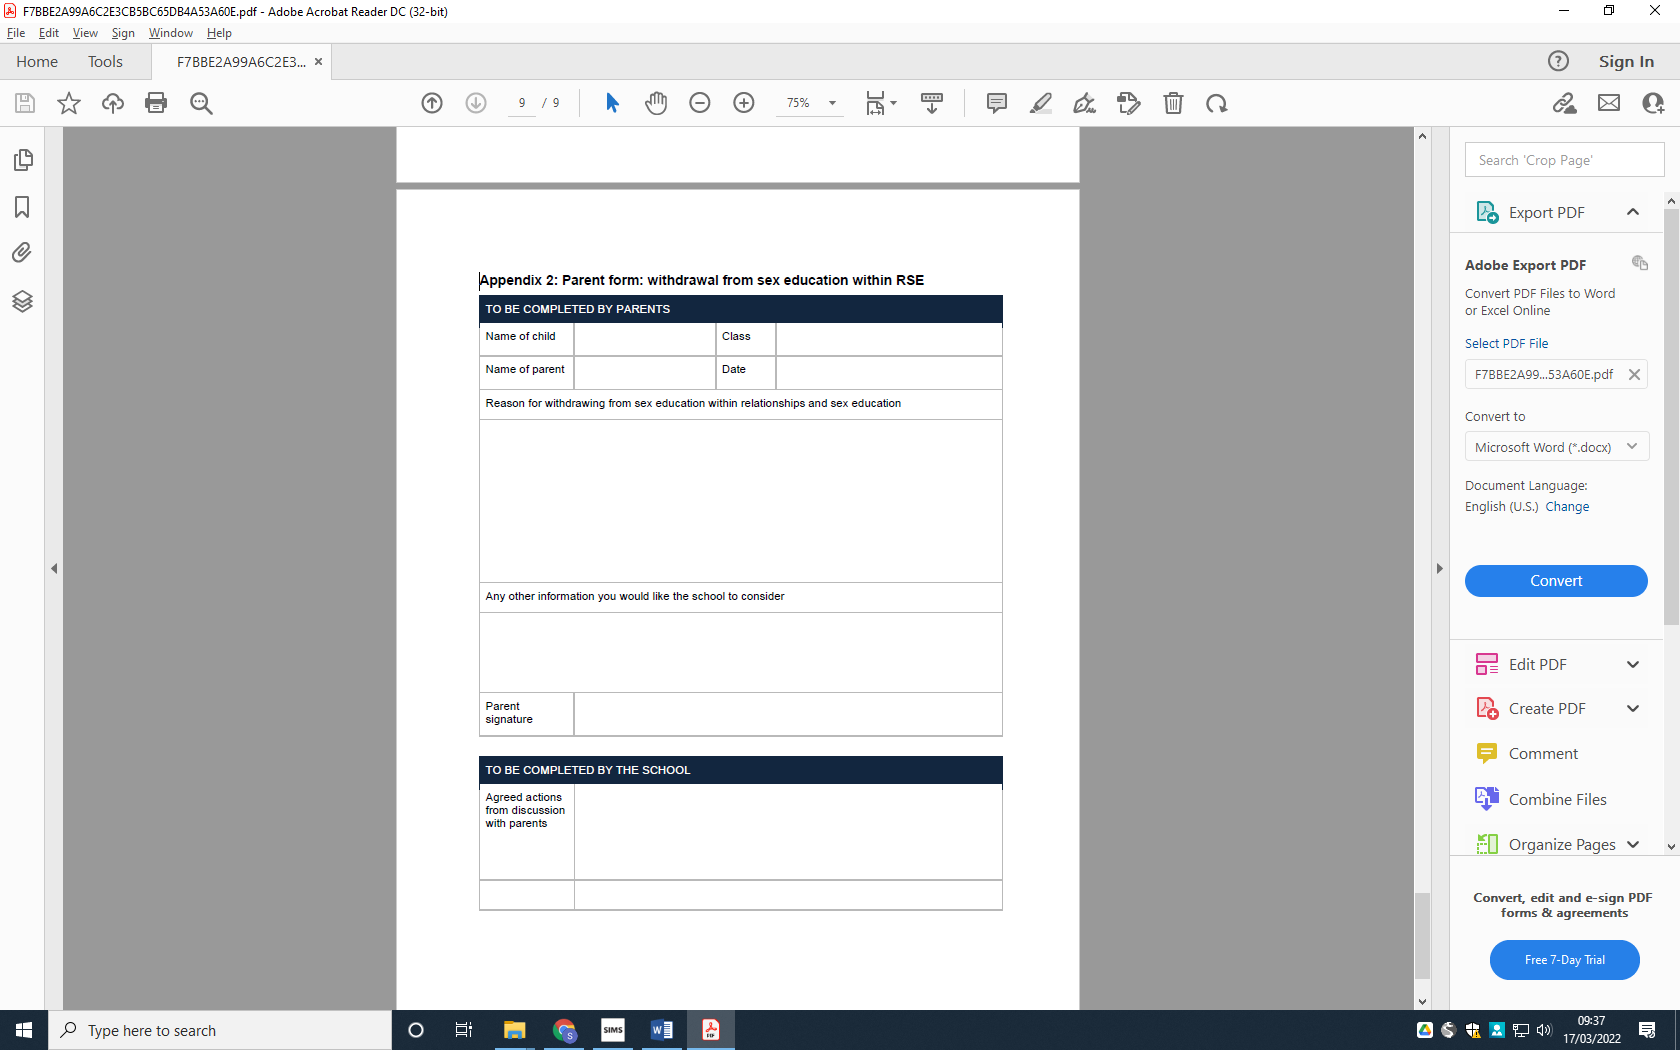 F7BBE2A99A6C2E3CB5BC65DB4A53A60E.pdf - Adobe Acrobat Reader DC (32-bit)
File Edit View Sign Window Help
Home Tools F7BBE2A99A6C2E3... × Sign In
9 / 9 75%
Search 'Crop Page'
Export PDF
Adobe Export PDF
Convert PDF Files to Word
or Excel Online
Select PDF File
F7BBE2A99...53A60E.pdf
Convert to
Microsoft Word (*.docx)
Document Language:
English (U.S.) Change
Convert
Edit PDF
Create PDF
Comment
Combine Files
Organize Pages
Convert, edit and e-sign PDF
forms & agreements
Free 7-Day Trial
Appendix 2: Parent form: withdrawal from sex education within RSE
TO BE COMPLETED BY PARENTS
Name of child Class
Name of parent Date
Reason for withdrawing from sex education within relationships and sex education
Any other information you would like the school to consider
Parent
signature
TO BE COMPLETED BY THE SCHOOL
Agreed actions
from discussion
with parents
Type here to search
SIMS
09:37
17/03/2022